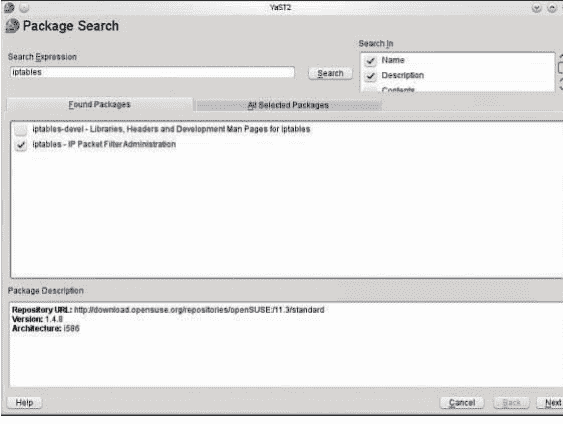 YaST2
Package Search
Search Expression
Search In
iptables
Search
Name
Description
Contents
Found Packages
All Selected Packages
iptables-devel - Libraries, Headers and Development Man Pages for iptables
iptables - IP Packet Filter Administration
Package Description
Repository URL: http://download.opensuse.org/repositories/openSUSE:/11.3/standard
Version: 1.4.8
Architecture: i586
Help
Cancel
Back
Next